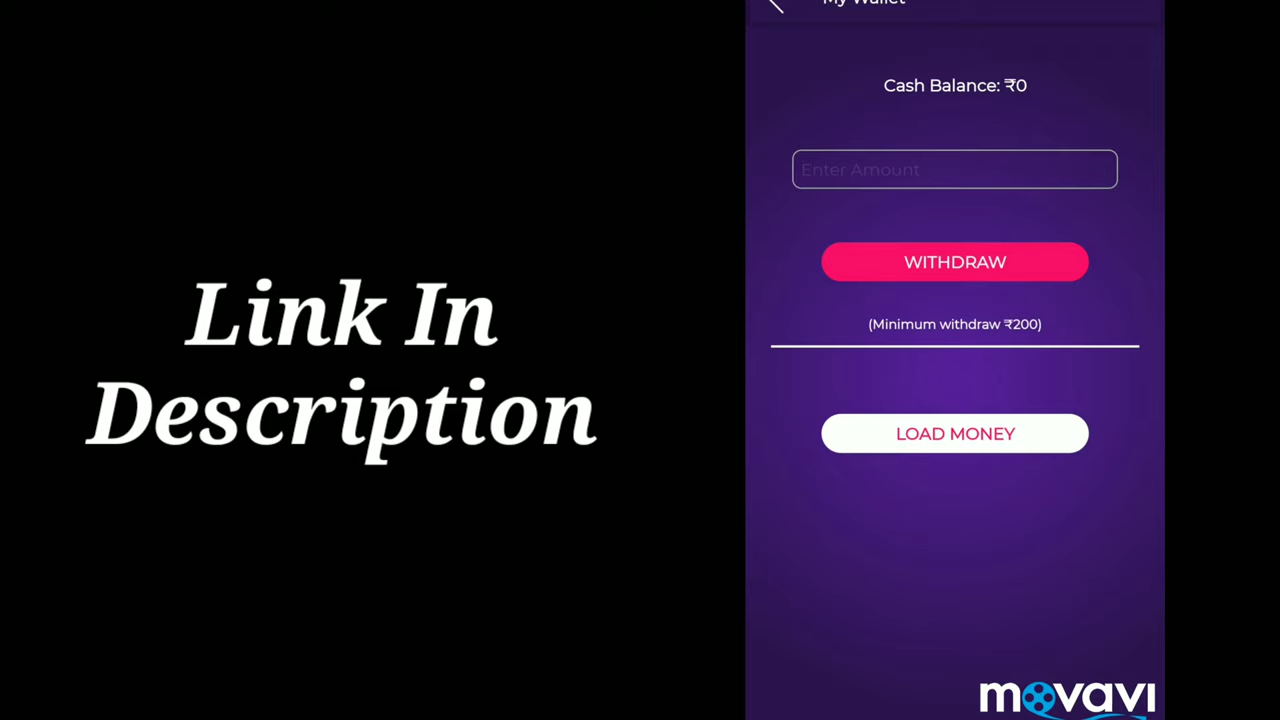 My Wallet
Cash Balance: ₹0
Enter Amount
WITHDRAW
(Minimum withdraw ₹200)
LOAD MONEY
Link In
Description
movavi